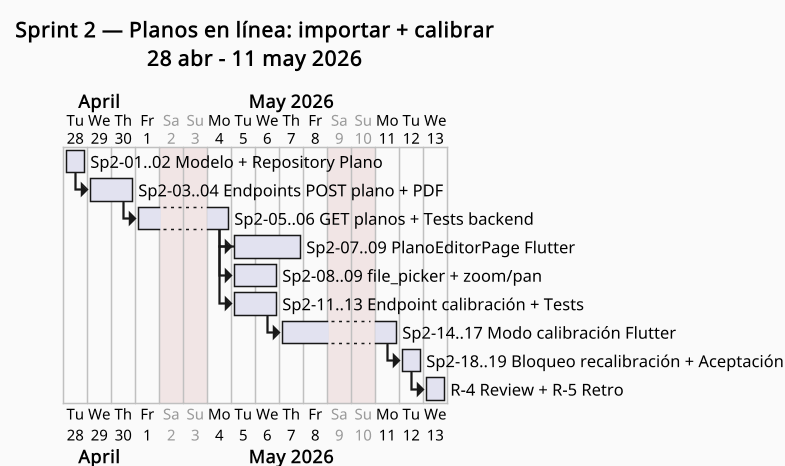 Sprint 2 — Planos en línea: importar + calibrar
28 abr - 11 may 2026
April May 2026
Tu We Th Fr Sa Su Mo Tu We Th Fr Sa Su Mo Tu We
28 29 30 1 2 3 4 5 6 7 8 9 10 11 12 13
Sp2-01..02 Modelo + Repository Plano
Sp2-03..04 Endpoints POST plano + PDF
Sp2-05..06 GET planos + Tests backend
Sp2-07..09 PlanoEditorPage Flutter
Sp2-08..09 file_picker + zoom/pan
Sp2-11..13 Endpoint calibración + Tests
Sp2-14..17 Modo calibración Flutter
Sp2-18..19 Bloqueo recalibración + Aceptación
R-4 Review + R-5 Retro
Tu We Th Fr Sa Su Mo Tu We Th Fr Sa Su Mo Tu We
28 29 30 1 2 3 4 5 6 7 8 9 10 11 12 13
April May 2026